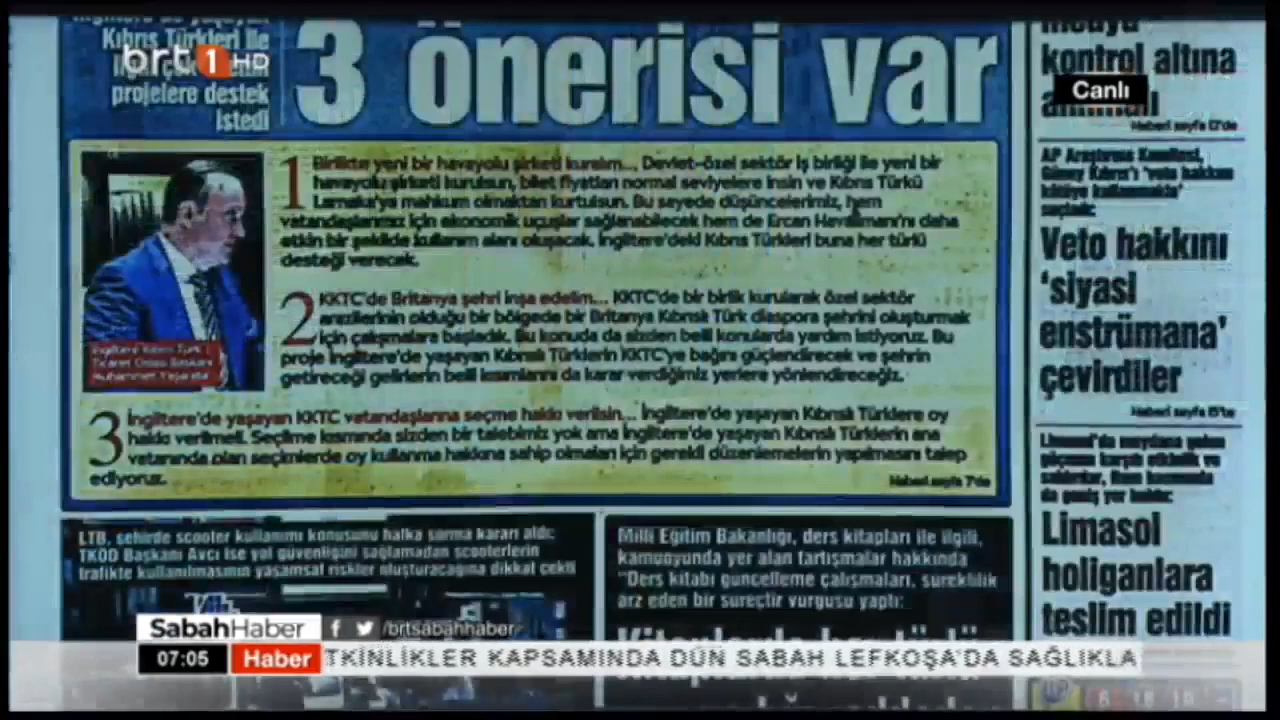 Kıbrıs Türkleri ile
projelere destek
istedi
3 önerisi var
brt 1 HD
Canlı
kontrol altına
Haberi sayfa 12'de
1 Birlikte yeni bir havayolu şirketi kuralım... Devlet-özel sektör iş birliği ile yeni bir
havayolu şirketi kurulsun, bilet fiyatları normal seviyelere insin ve Kıbrıs Türkü
Larnaka'ya mahkum olmaktan kurtulsun. Bu sayede düşüncelerimiz, hem
vatandaşlarımız için ekonomik uçuşlar sağlanabilecek hem de Ercan Havalimanı'nı daha
etkin bir şekilde kullanım alanı oluşacak. İngiltere'deki Kıbrıs Türkleri buna her türlü
desteği verecek.
2 KKTC'de Britanya şehri inşa edelim... KKTC'de bir birlik kurularak özel sektör
arazilerinin olduğu bir bölgede bir Britanya Kıbrıslı Türk diaspora şehrini oluşturmak
için çalışmalara başladık. Bu konuda da sizden belli konularda yardım istiyoruz. Bu
proje İngiltere'de yaşayan Kıbrıslı Türklerin KKTC'ye bağını güçlendirecek ve şehrin
getireceği gelirlerin belli kısımlarını da karar verdiğimiz yerlere yönlendireceğiz.
3 İngiltere'de yaşayan KKTC vatandaşlarına seçme hakkı verilsin... İngiltere'de yaşayan Kıbrıslı Türklere oy
hakkı verilmeli. Seçilme kısmında sizden bir talebimiz yok ama İngiltere'de yaşayan Kıbrıslı Türklerin ana
vatanında olan seçimlerde oy kullanma hakkına sahip olmaları için gerekli düzenlemelerin yapılmasını talep
ediyoruz.
Haberi sayfa 7'de
İngiltere Kıbrıs Türk
Ticaret Odası Başkanı
AP Araştırma Komitesi,
Güney Kıbrıs'ı 'veto hakkını
kötüye kullanmakla'
suçladı:
Veto hakkını
'siyasi
enstrümana'
çevirdiler
Haberi sayfa 15'te
Limasol
holiganlara
teslim edildi
LTB, şehirde scooter kullanımı konusunu halka sorma kararı aldı:
TKÖD Başkanı Avcı ise yol güvenliğini sağlamadan scooterlerin
trafikte kullanılmasının yaşamsal riskler oluşturacağına dikkat çekti
Milli Eğitim Bakanlığı, ders kitapları ile ilgili,
kamuoyunda yer alan tartışmalar hakkında
"Ders kitabı güncelleme çalışmaları, süreklilik
arz eden bir süreçtir vurgusu yaptı:
SabahHaber
/brtsabahhaber
07:05
Haber
TKİNLİKLER KAPSAMINDA DÜN SABAH LEFKOŞA'DA SAĞLIKLA